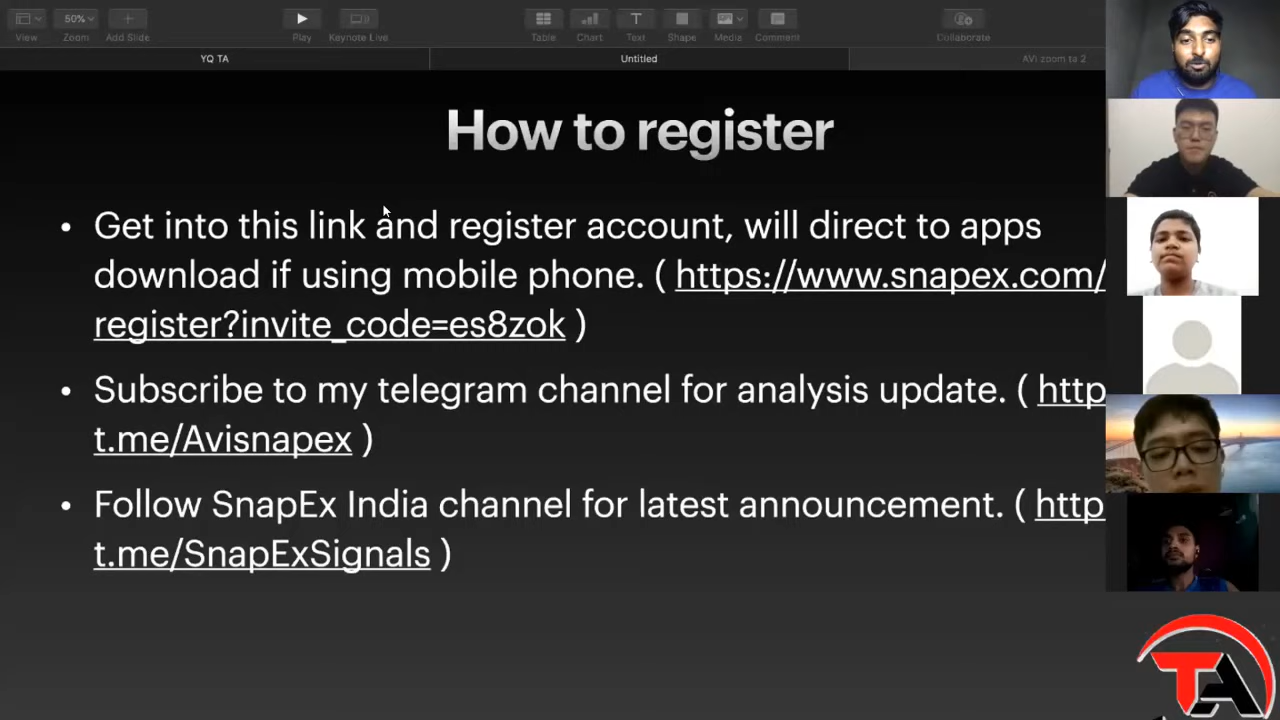 50%
View
Zoom
Add Slide
Play
Keynote Live
Table
Chart
Text
Shape
Media
Comment
Collaborate
YQ TA
Untitled
AVI zoom ta 2
How to register
• Get into this link and register account, will direct to apps
download if using mobile phone. ( https://www.snapex.com/
register?invite_code=es8zok )
• Subscribe to my telegram channel for analysis update. ( http
t.me/Avisnapex )
• Follow SnapEx India channel for latest announcement. ( http
t.me/SnapExSignals )
TA